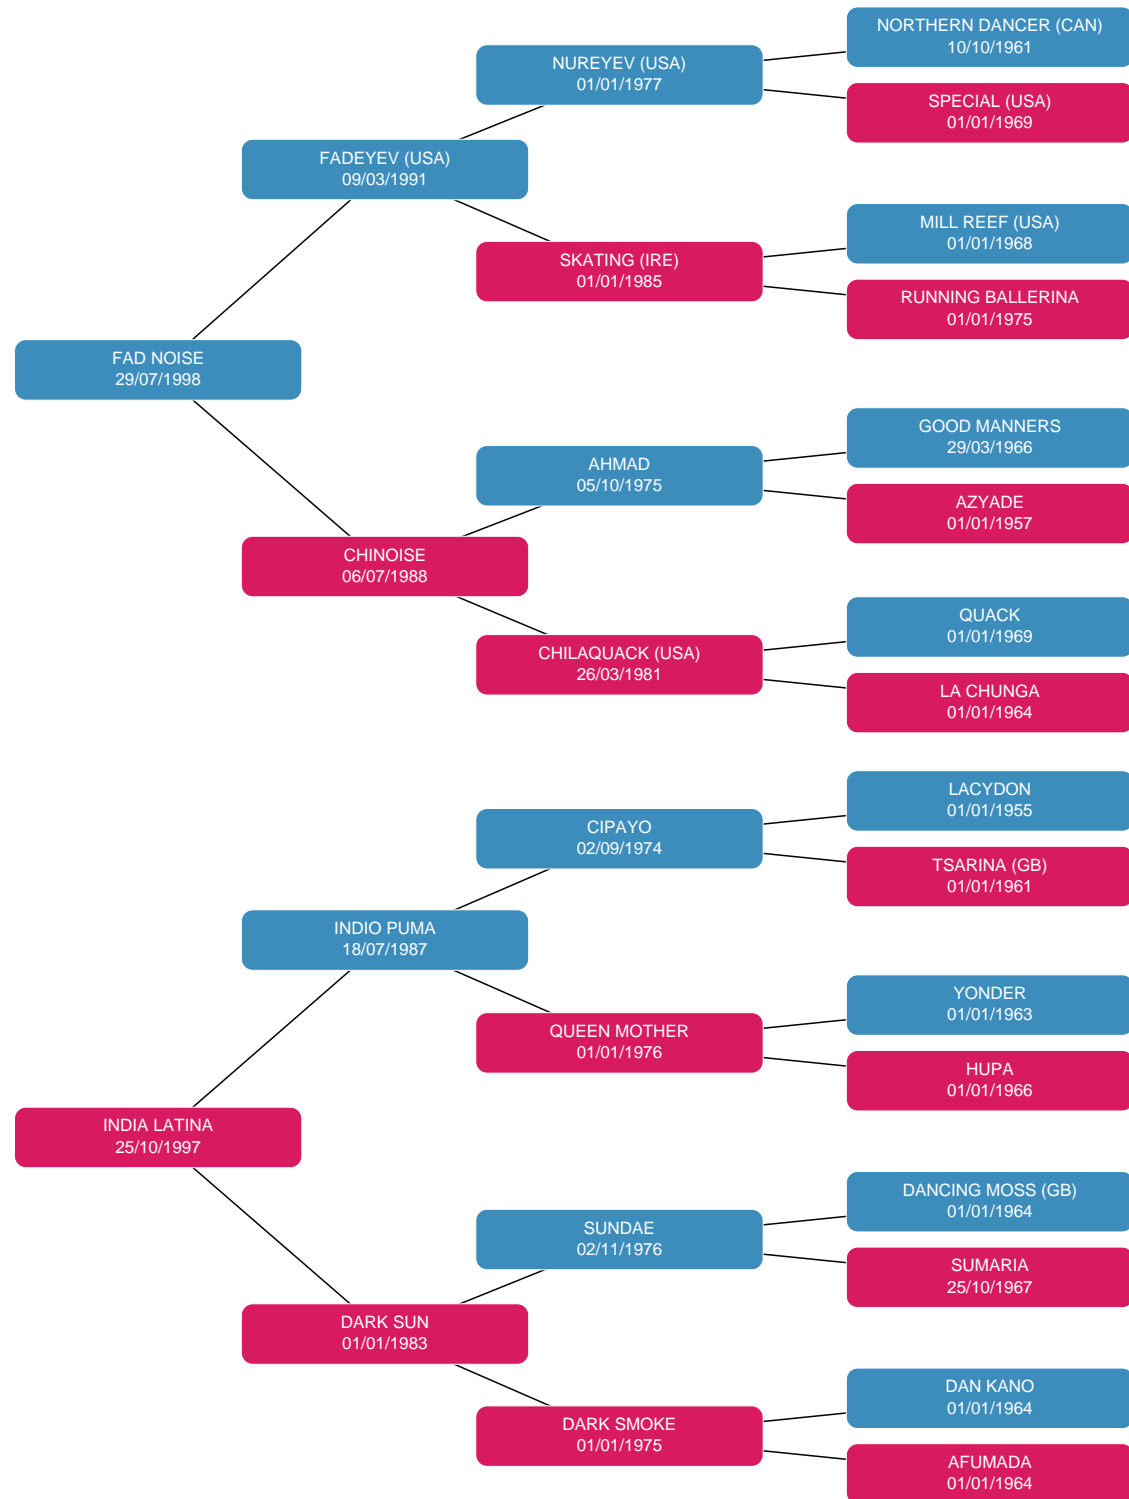 NORTHERN DANCER (CAN)
10/10/1961
NUREYEV (USA)
01/01/1977
SPECIAL (USA)
01/01/1969
FADEYEV (USA)
09/03/1991
MILL REEF (USA)
01/01/1968
SKATING (IRE)
01/01/1985
RUNNING BALLERINA
01/01/1975
FAD NOISE
29/07/1998
GOOD MANNERS
29/03/1966
AHMAD
05/10/1975
AZYADE
01/01/1957
CHINOISE
06/07/1988
QUACK
01/01/1969
CHILAQUACK (USA)
26/03/1981
LA CHUNGA
01/01/1964
LACYDON
01/01/1955
CIPAYO
02/09/1974
TSARINA (GB)
01/01/1961
INDIO PUMA
18/07/1987
YONDER
01/01/1963
QUEEN MOTHER
01/01/1976
HUPA
01/01/1966
INDIA LATINA
25/10/1997
DANCING MOSS (GB)
01/01/1964
SUNDAE
02/11/1976
SUMARIA
25/10/1967
DARK SUN
01/01/1983
DAN KANO
01/01/1964
DARK SMOKE
01/01/1975
AFUMADA
01/01/1964